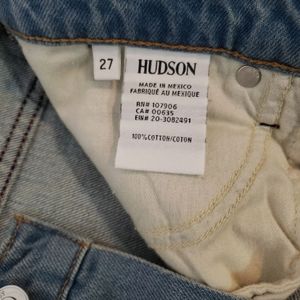 27
HUDSON
MADE IN MEXICO
FABRIQUÉ AU MEXIQUE
RN# 107906
CA# 00635
EIN# 20-3082491
100% COTTON/COTON